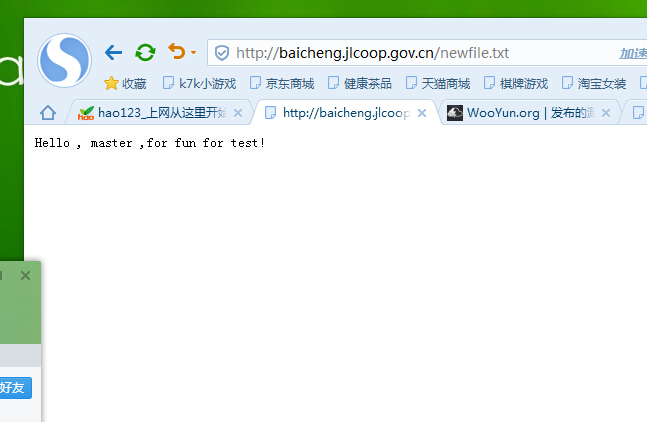 http://baicheng.jlcoop.gov.cn/newfile.txt 加速
收藏 k7k小游戏 京东商城 健康茶品 天猫商城 棋牌游戏 淘宝女装
hao hao123_上网从这里开始 http://baicheng.jlcoop WooYun.org | 发布的漏
Hello , master ,for fun for test!
好友